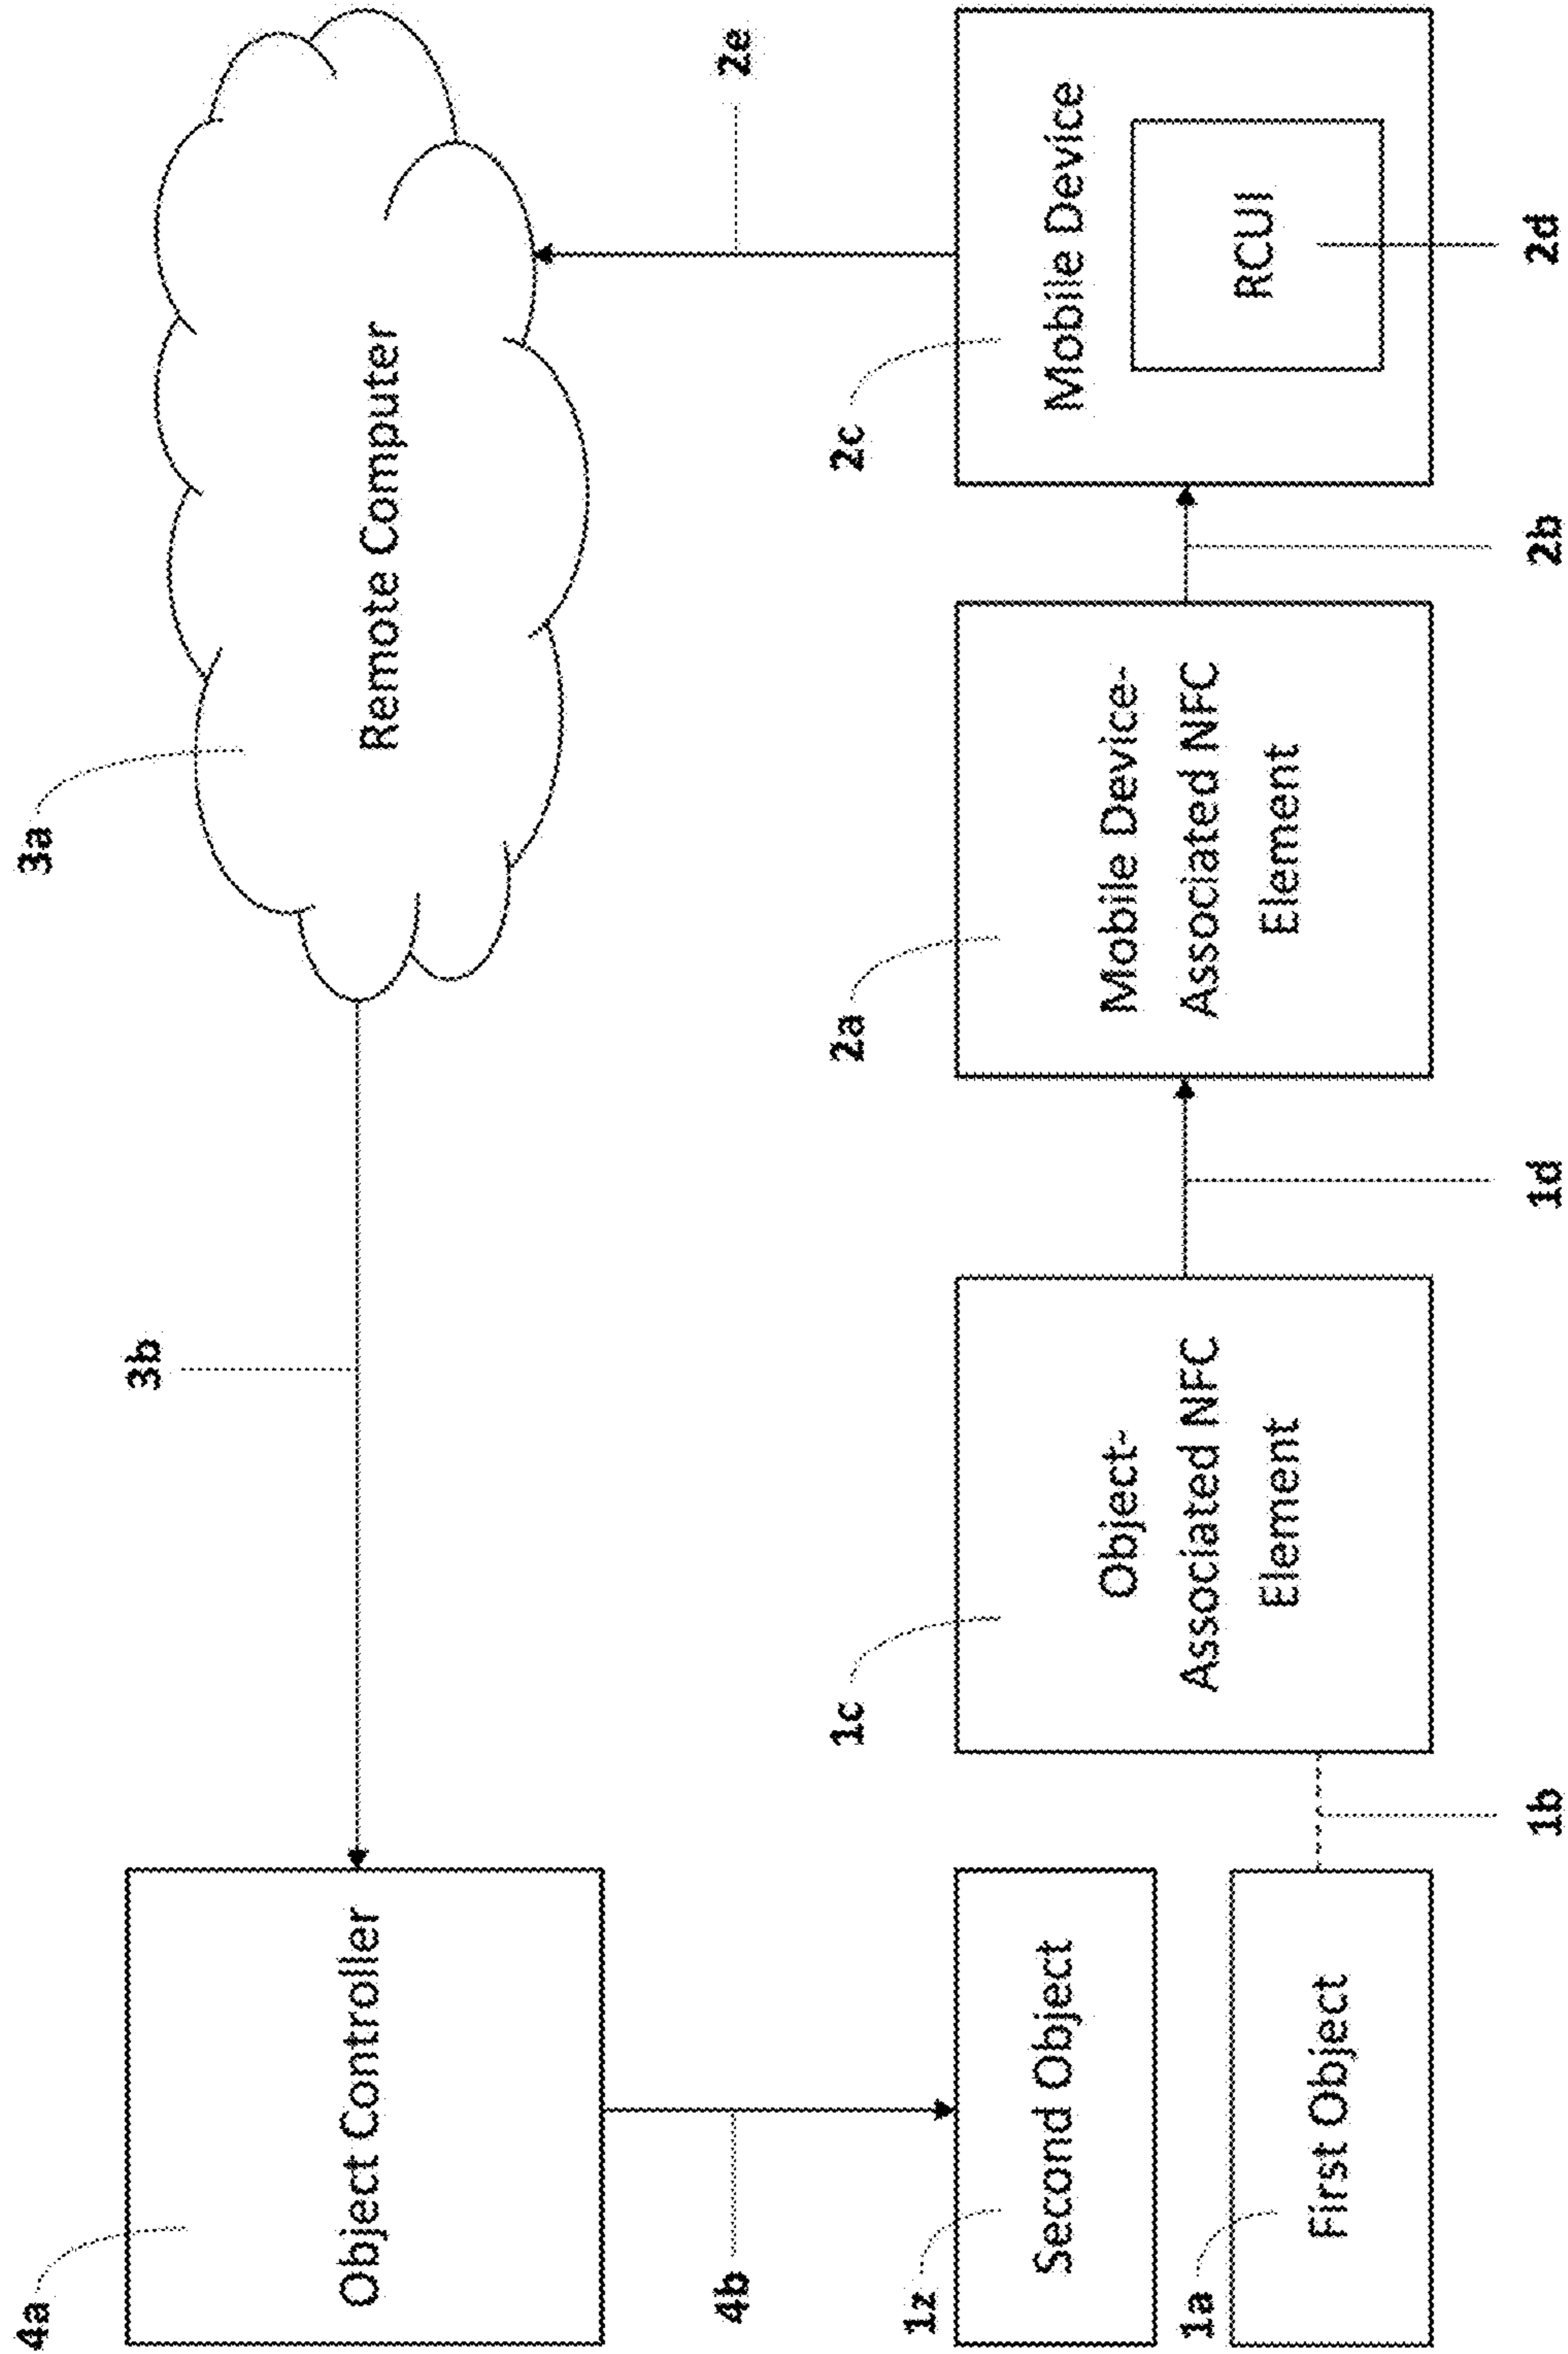 4a
Object Controller
3b
3a
Remote Computer
4b
2e
1z
Second Object
1a
First Object
1b
1c
Object-
Associated NFC
Element
1d
2a
Mobile Device-
Associated NFC
Element
2b
2c
Mobile Device
RCUI
2d